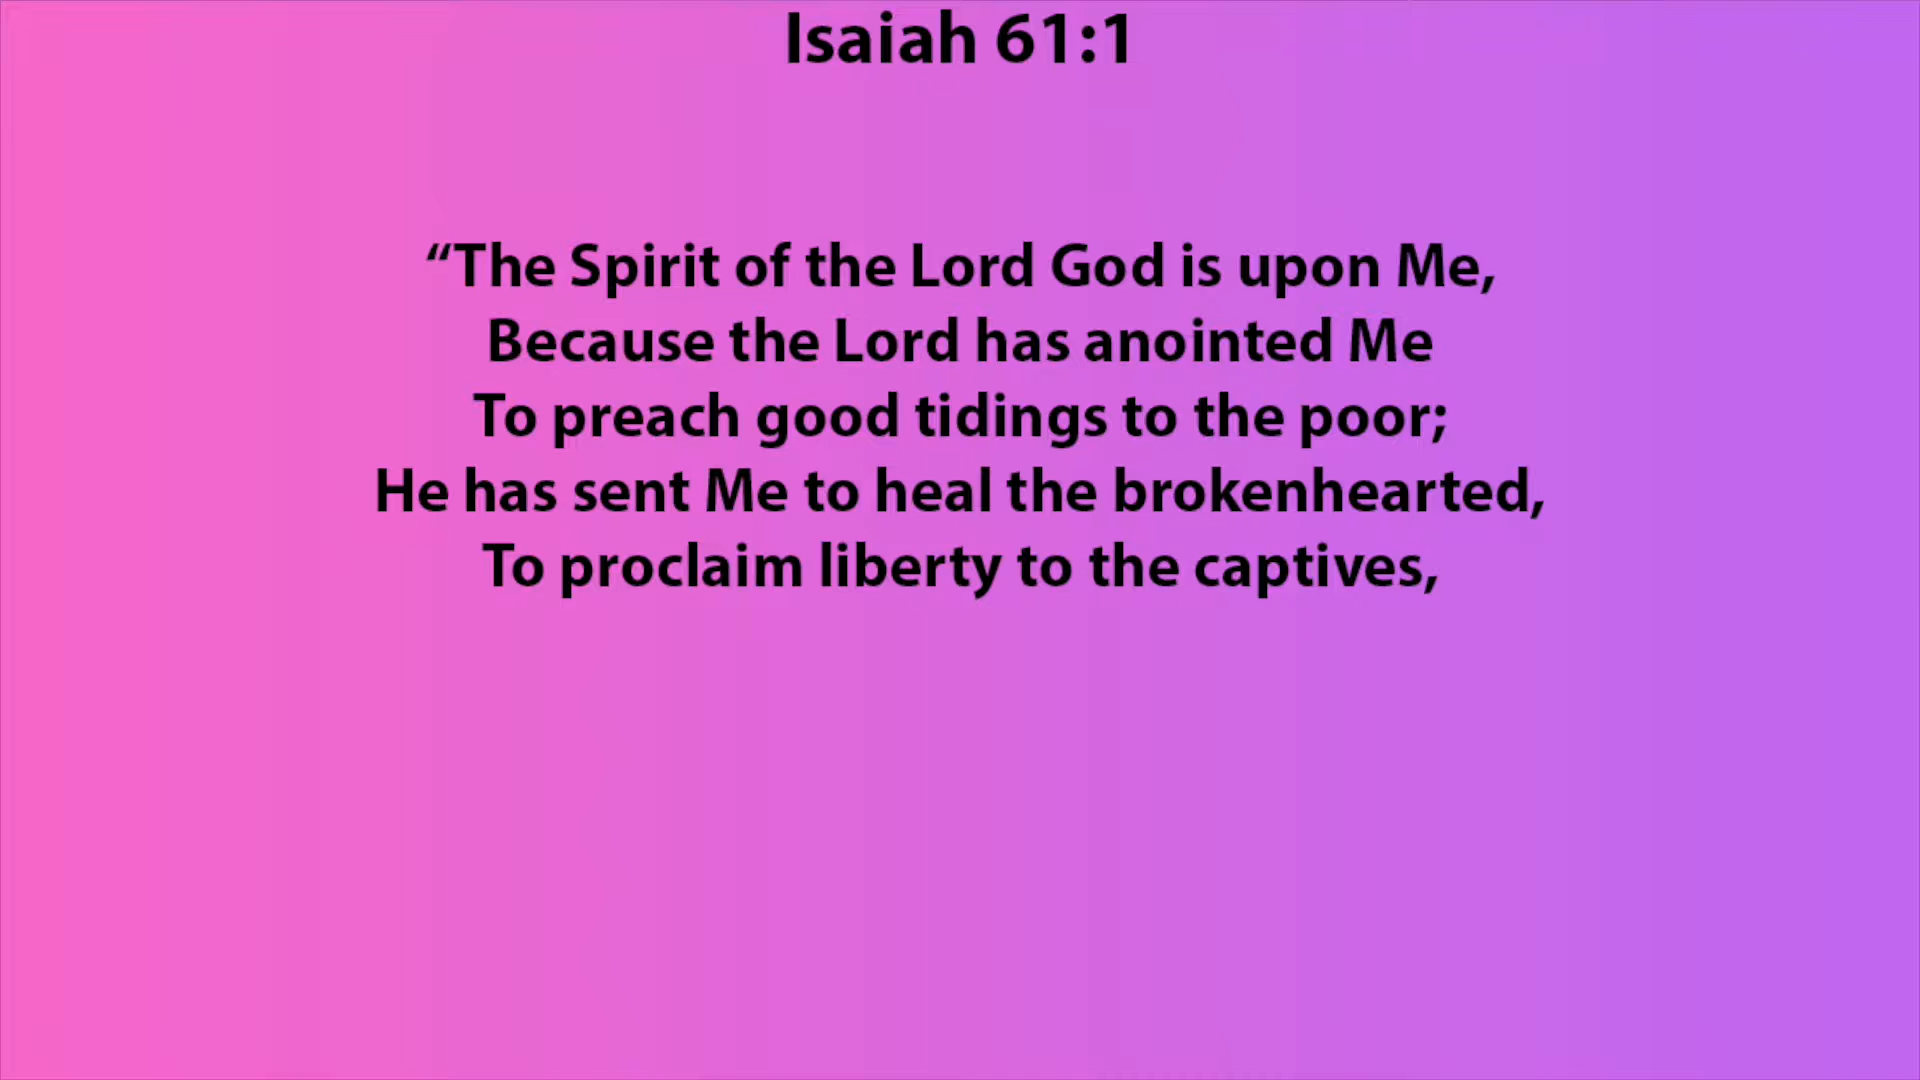 Isaiah 61:1
“The Spirit of the Lord God is upon Me,
Because the Lord has anointed Me
To preach good tidings to the poor;
He has sent Me to heal the brokenhearted,
To proclaim liberty to the captives,